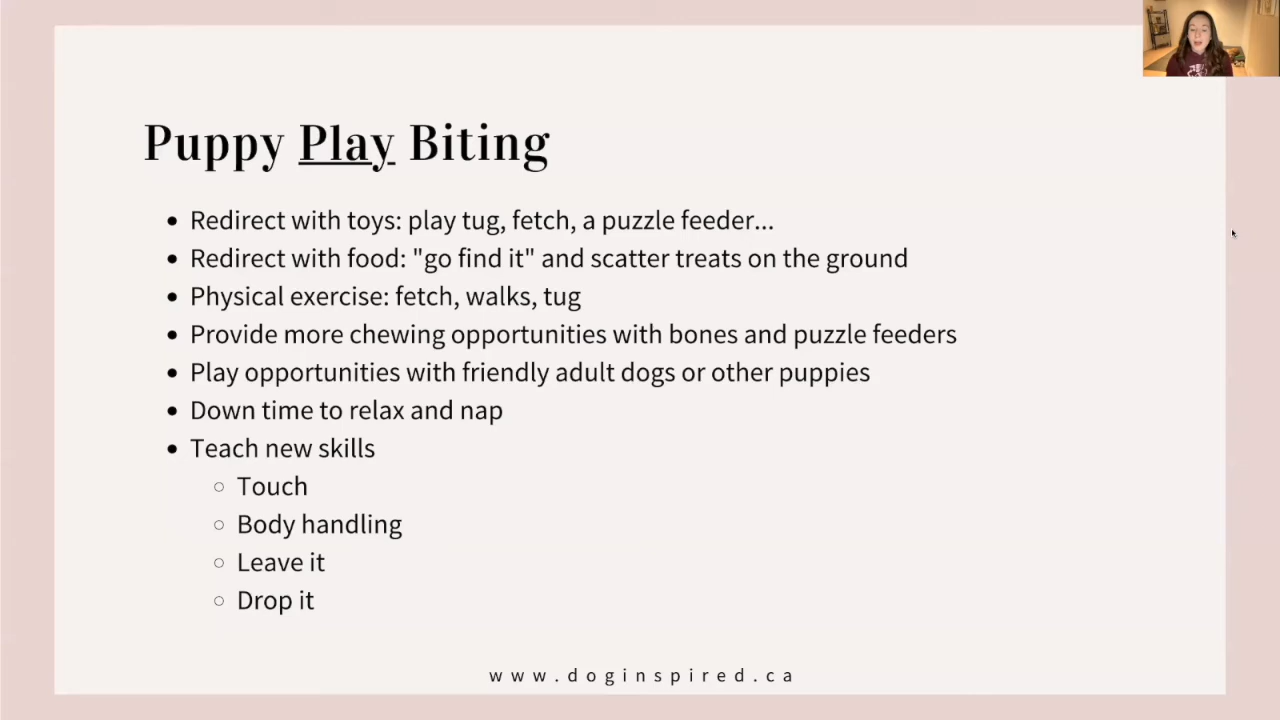 Puppy Play Biting
• Redirect with toys: play tug, fetch, a puzzle feeder...
• Redirect with food: "go find it" and scatter treats on the ground
• Physical exercise: fetch, walks, tug
• Provide more chewing opportunities with bones and puzzle feeders
• Play opportunities with friendly adult dogs or other puppies
• Down time to relax and nap
• Teach new skills
○ Touch
○ Body handling
○ Leave it
○ Drop it
www.doginspired.ca